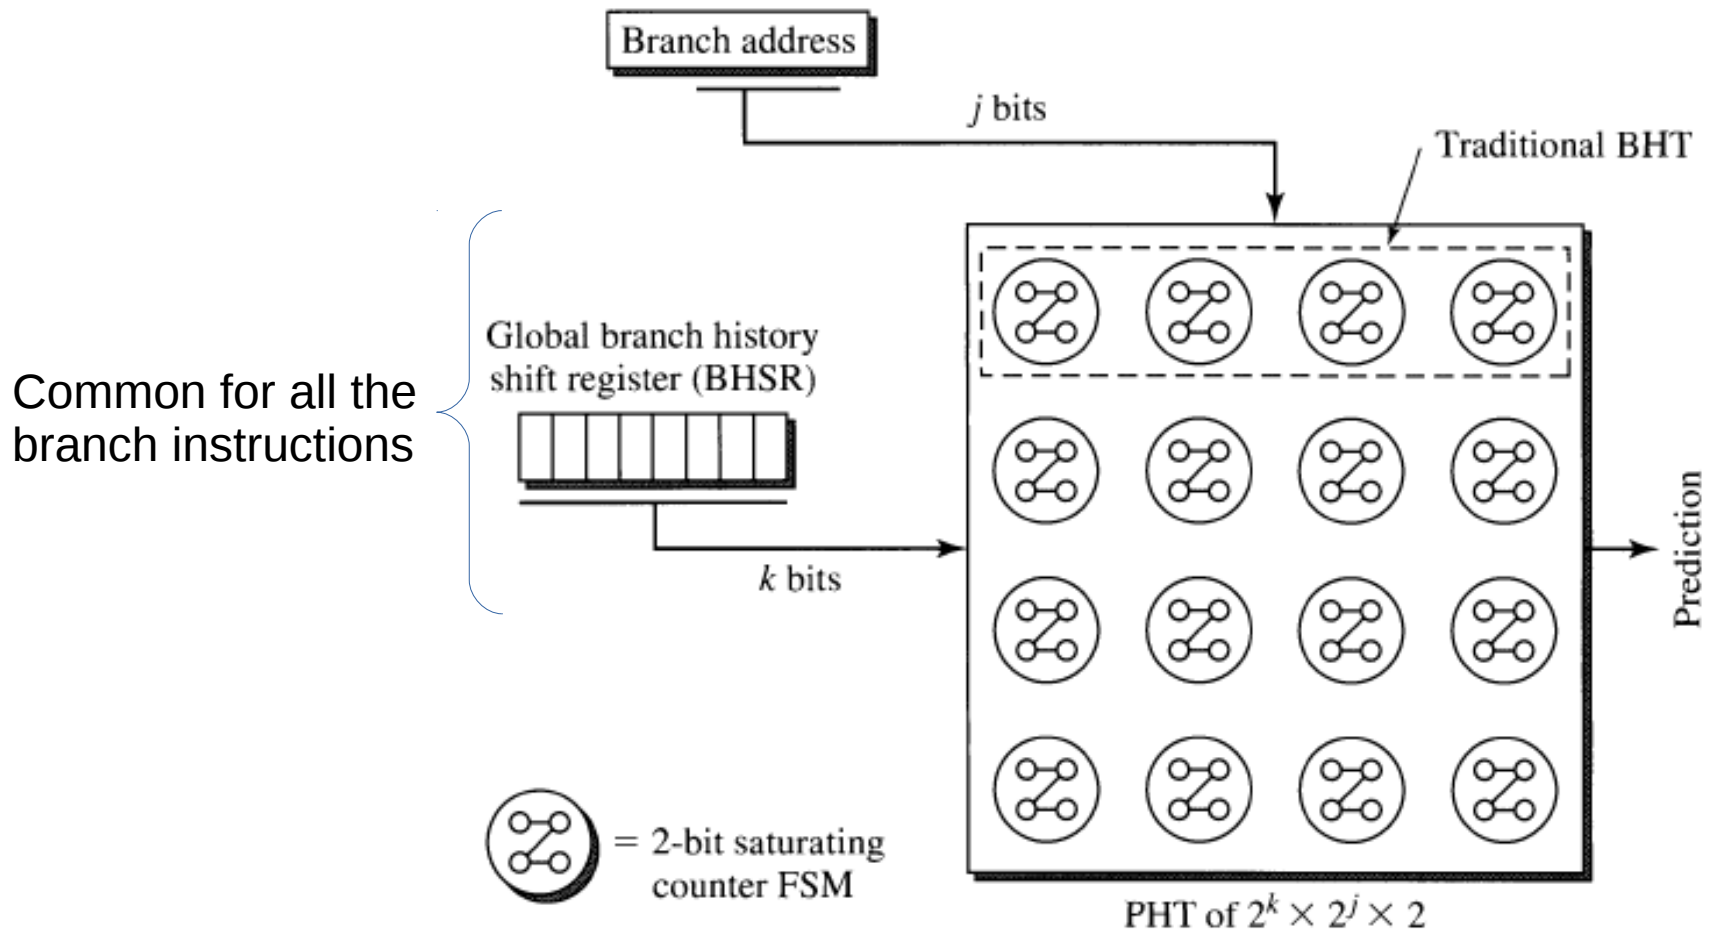 Branch address
j bits
Traditional BHT
Global branch history
shift register (BHSR)
Common for all the
branch instructions
k bits
Prediction
= 2-bit saturating
counter FSM
PHT of 2^k × 2^j × 2